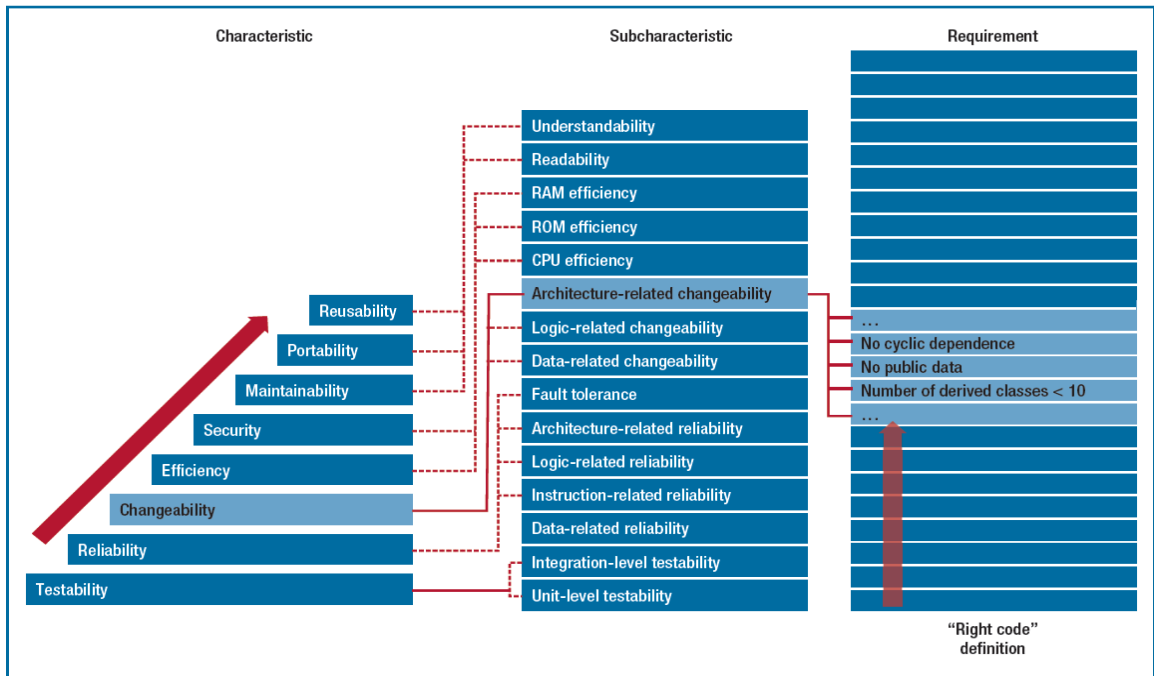 Characteristic
Subcharacteristic
Requirement
Understandability
Readability
RAM efficiency
ROM efficiency
CPU efficiency
Architecture-related changeability
Logic-related changeability
Data-related changeability
Fault tolerance
Architecture-related reliability
Logic-related reliability
Instruction-related reliability
Data-related reliability
Integration-level testability
Unit-level testability
Reusability
Portability
Maintainability
Security
Efficiency
Changeability
Reliability
Testability
...
No cyclic dependence
No public data
Number of derived classes < 10
...
“Right code”
definition